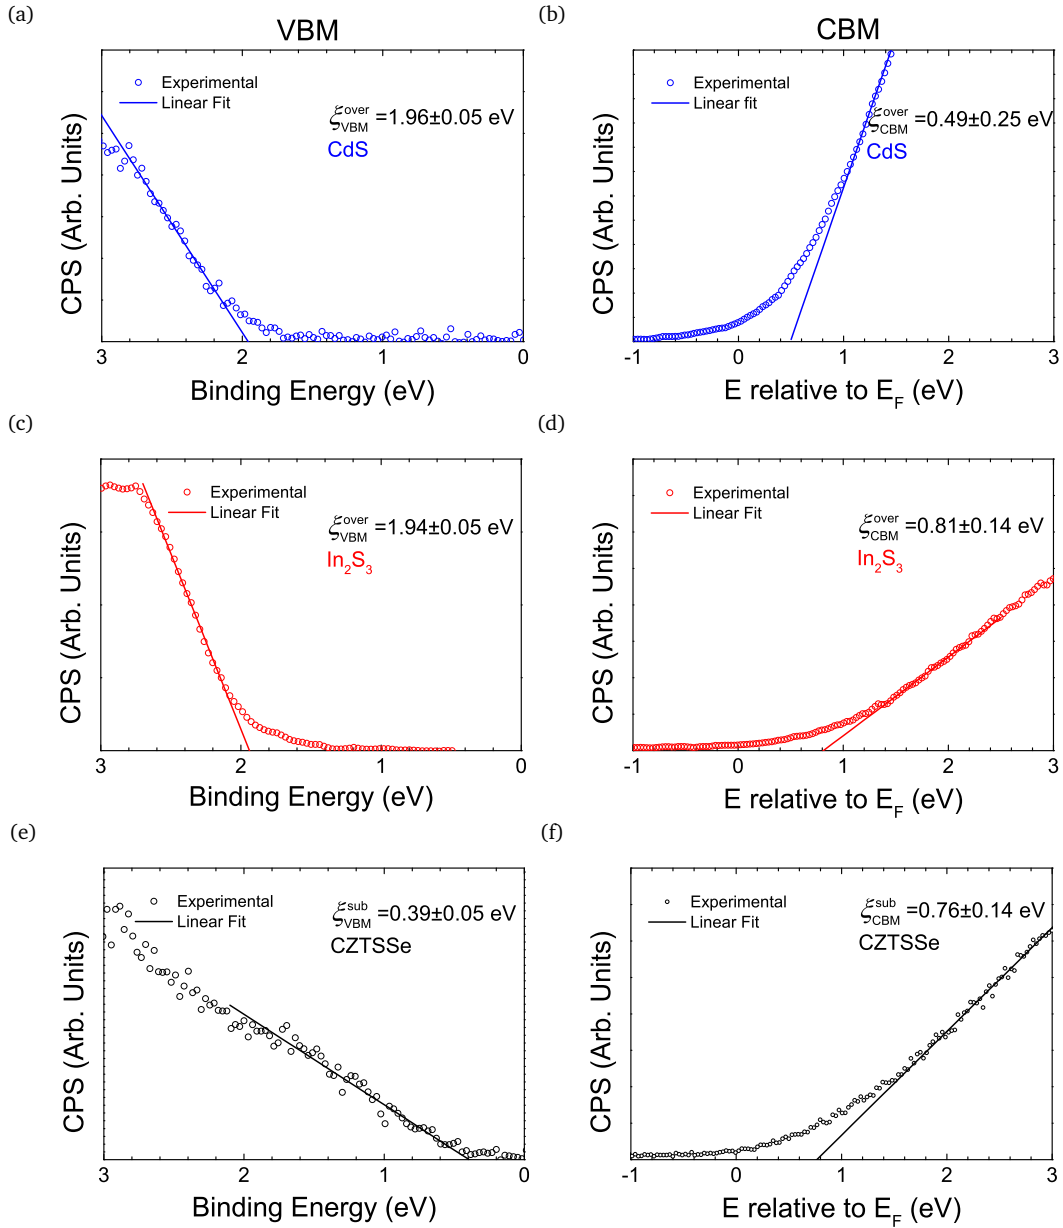 (a)
VBM
Experimental
Linear Fit
ξ^over_VBM =1.96±0.05 eV
CdS
CPS (Arb. Units)
3 2 1 0
Binding Energy (eV)
(b)
CBM
Experimental
Linear fit
ξ^over_CBM =0.49±0.25 eV
CdS
CPS (Arb. Units)
-1 0 1 2 3
E relative to E_F (eV)
(c)
Experimental
Linear Fit
ξ^over_VBM =1.94±0.05 eV
In₂S₃
CPS (Arb. Units)
3 2 1 0
Binding Energy (eV)
(d)
Experimental
Linear Fit
ξ^over_CBM =0.81±0.14 eV
In₂S₃
CPS (Arb. Units)
-1 0 1 2 3
E relative to E_F (eV)
(e)
Experimental
Linear Fit
ξ^sub_VBM =0.39±0.05 eV
CZTSSe
CPS (Arb. Units)
3 2 1 0
Binding Energy (eV)
(f)
Experimental
Linear Fit
ξ^sub_CBM =0.76±0.14 eV
CZTSSe
CPS (Arb. Units)
-1 0 1 2 3
E relative to E_F (eV)